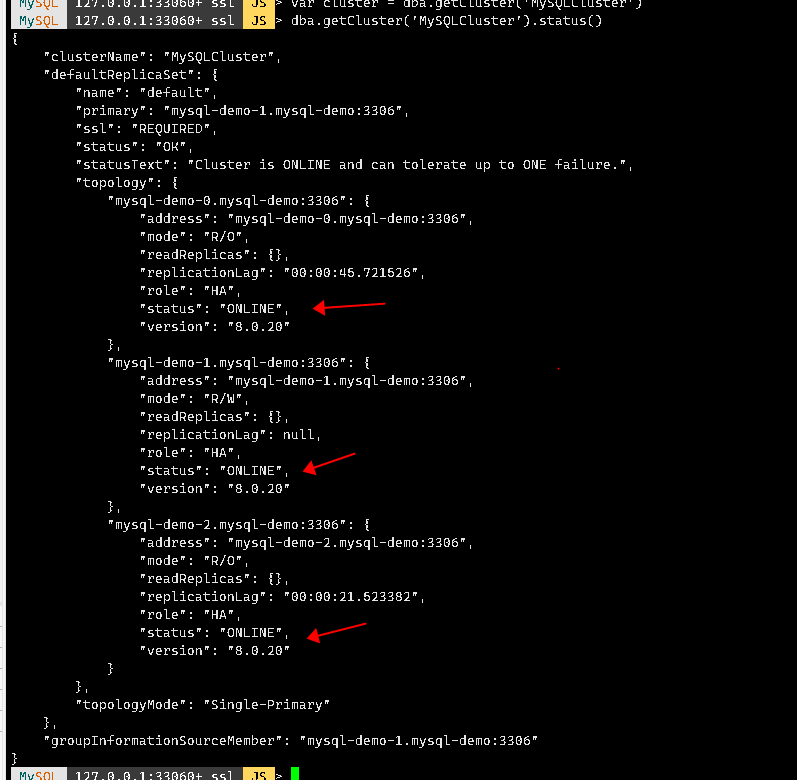 MySQL 127.0.0.1:33060+ ssl JS > var cluster = dba.getCluster('MySQLCluster')
MySQL 127.0.0.1:33060+ ssl JS > dba.getCluster('MySQLCluster').status()
{
    "clusterName": "MySQLCluster",
    "defaultReplicaSet": {
        "name": "default",
        "primary": "mysql-demo-1.mysql-demo:3306",
        "ssl": "REQUIRED",
        "status": "OK",
        "statusText": "Cluster is ONLINE and can tolerate up to ONE failure.",
        "topology": {
            "mysql-demo-0.mysql-demo:3306": {
                "address": "mysql-demo-0.mysql-demo:3306",
                "mode": "R/O",
                "readReplicas": {},
                "replicationLag": "00:00:45.721526",
                "role": "HA",
                "status": "ONLINE",
                "version": "8.0.20"
            },
            "mysql-demo-1.mysql-demo:3306": {
                "address": "mysql-demo-1.mysql-demo:3306",
                "mode": "R/W",
                "readReplicas": {},
                "replicationLag": null,
                "role": "HA",
                "status": "ONLINE",
                "version": "8.0.20"
            },
            "mysql-demo-2.mysql-demo:3306": {
                "address": "mysql-demo-2.mysql-demo:3306",
                "mode": "R/O",
                "readReplicas": {},
                "replicationLag": "00:00:21.523382",
                "role": "HA",
                "status": "ONLINE",
                "version": "8.0.20"
            }
        },
        "topologyMode": "Single-Primary"
    },
    "groupInformationSourceMember": "mysql-demo-1.mysql-demo:3306"
}
MySQL 127.0.0.1:33060+ ssl JS >